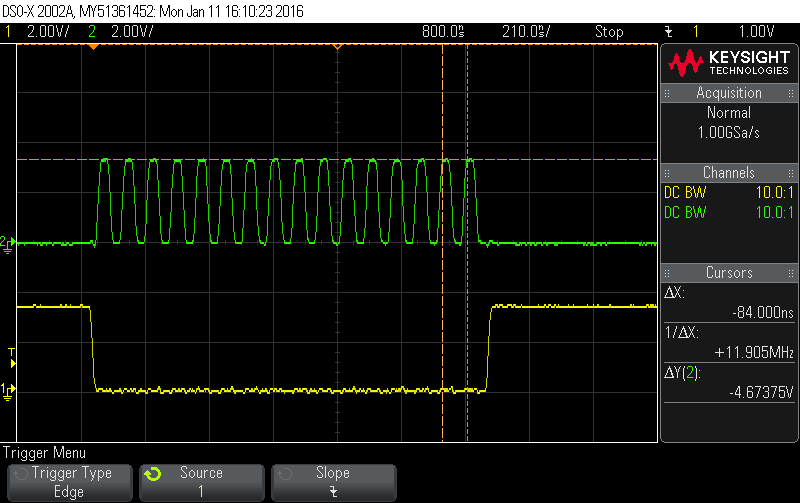 DSO-X 2002A, MY51361452: Mon Jan 11 16:10:23 2016
1 2.00V/ 2 2.00V/ 800.0ns 210.0ns/ Stop 1 1.00V
KEYSIGHT
TECHNOLOGIES
Acquisition
Normal
1.00GSa/s
Channels
DC BW 10.0:1
DC BW 10.0:1
Cursors
ΔX:
-84.000ns
1/ΔX:
+11.905MHz
ΔY(2):
-4.67375V
2
T
1
Trigger Menu
Trigger Type
Edge
Source
1
Slope